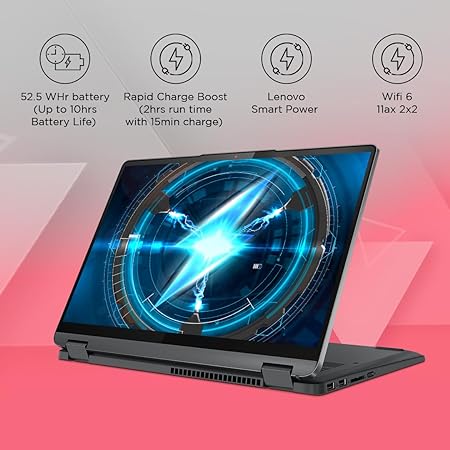 52.5 WHr battery
(Up to 10hrs
Battery Life)
Rapid Charge Boost
(2hrs run time
with 15min charge)
Lenovo
Smart Power
Wifi 6
11ax 2x2